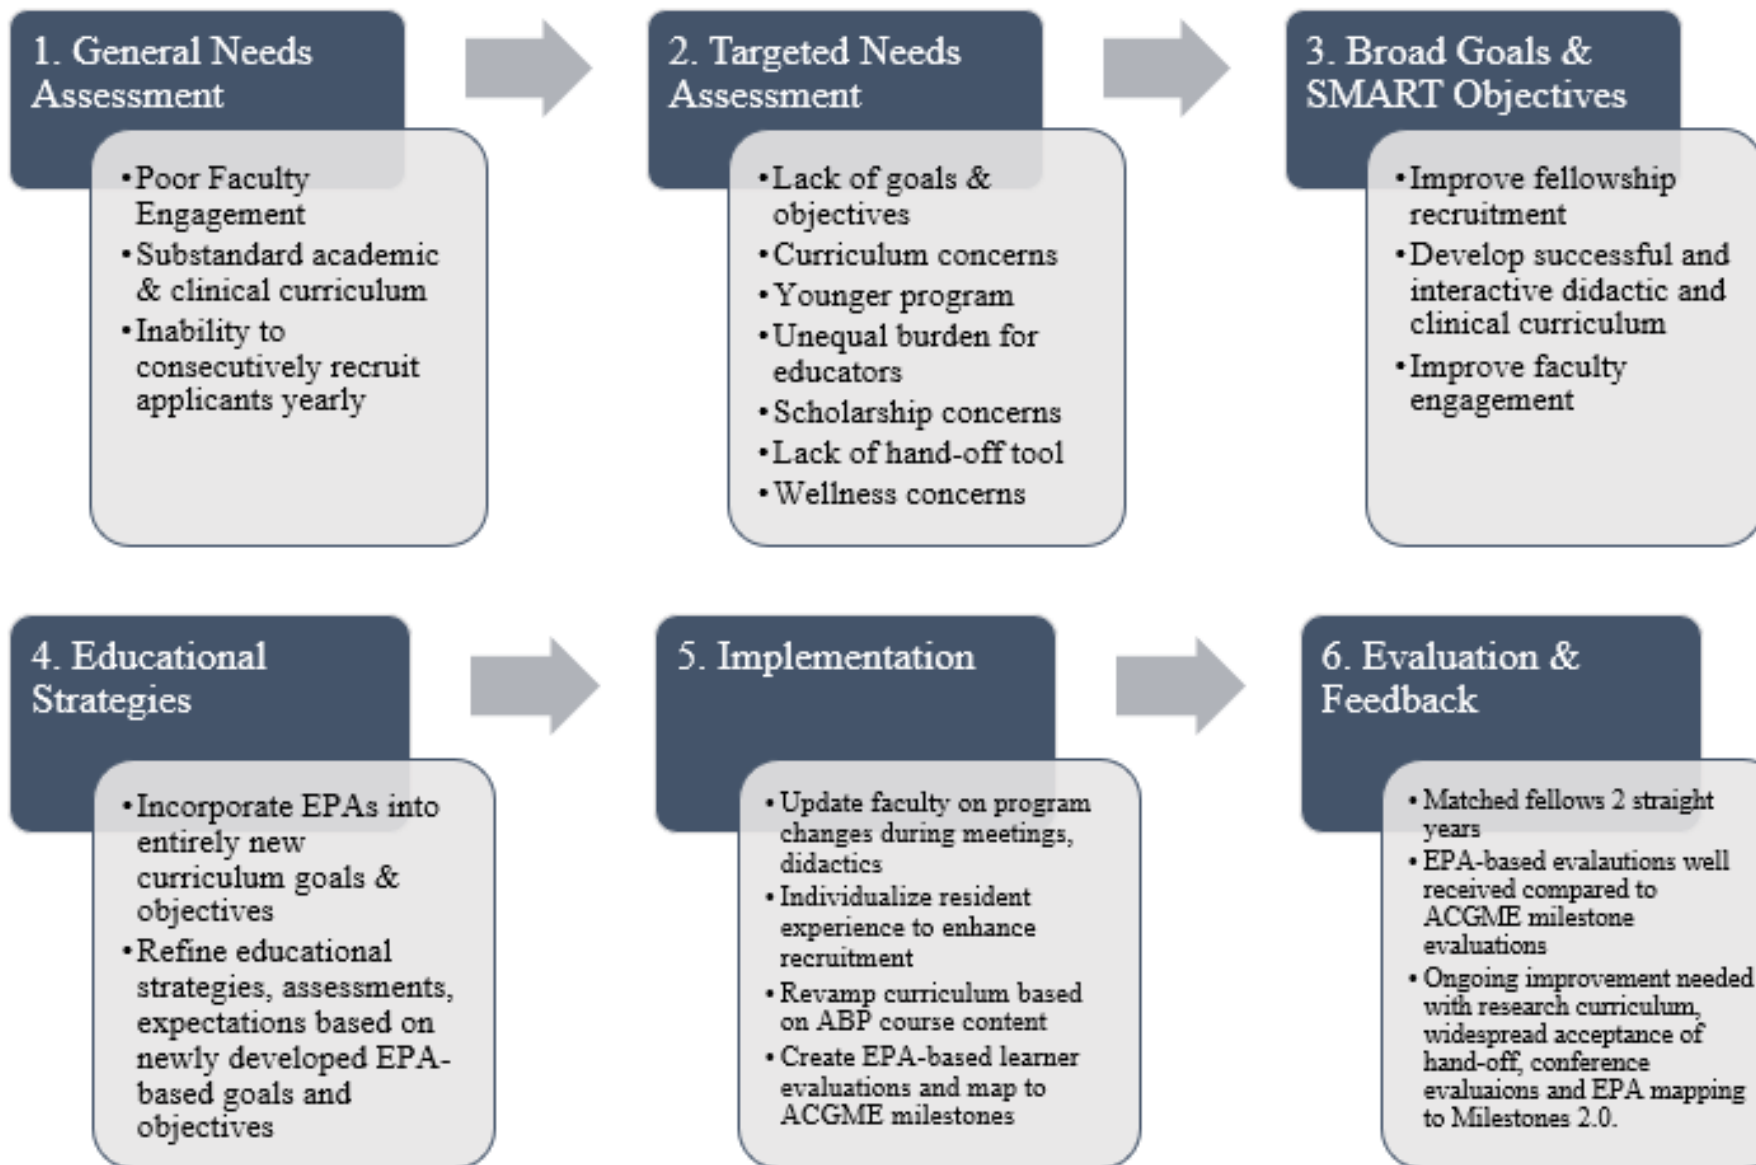 1. General Needs
Assessment
•Poor Faculty
Engagement
•Substandard academic
& clinical curriculum
•Inability to
consecutively recruit
applicants yearly
2. Targeted Needs
Assessment
•Lack of goals &
objectives
•Curriculum concerns
•Younger program
•Unequal burden for
educators
•Scholarship concerns
•Lack of hand-off tool
•Wellness concerns
3. Broad Goals &
SMART Objectives
•Improve fellowship
recruitment
•Develop successful and
interactive didactic and
clinical curriculum
•Improve faculty
engagement
4. Educational
Strategies
•Incorporate EPAs into
entirely new
curriculum goals &
objectives
•Refine educational
strategies, assessments,
expectations based on
newly developed EPA-
based goals and
objectives
5. Implementation
• Update faculty on program
changes during meetings,
didactics
• Individualize resident
experience to enhance
recruitment
• Revamp curriculum based
on ABP course content
• Create EPA-based learner
evaluations and map to
ACGME milestones
6. Evaluation &
Feedback
• Matched fellows 2 straight
years
• EPA-based evalautions well
received compared to
ACGME milestone
evaluations
• Ongoing improvement needed
with research curriculum,
widespread acceptance of
hand-off, conference
evaluaions and EPA mapping
to Milestones 2.0.